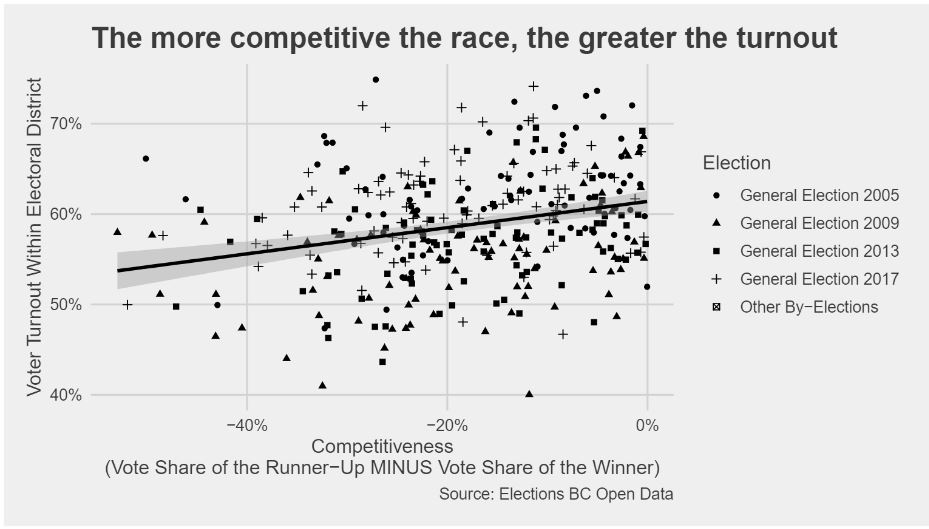 The more competitive the race, the greater the turnout
Voter Turnout Within Electoral District
70%
60%
50%
40%
−40%
−20%
0%
Competitiveness
(Vote Share of the Runner−Up MINUS Vote Share of the Winner)
Source: Elections BC Open Data
Election
General Election 2005
General Election 2009
General Election 2013
General Election 2017
Other By−Elections